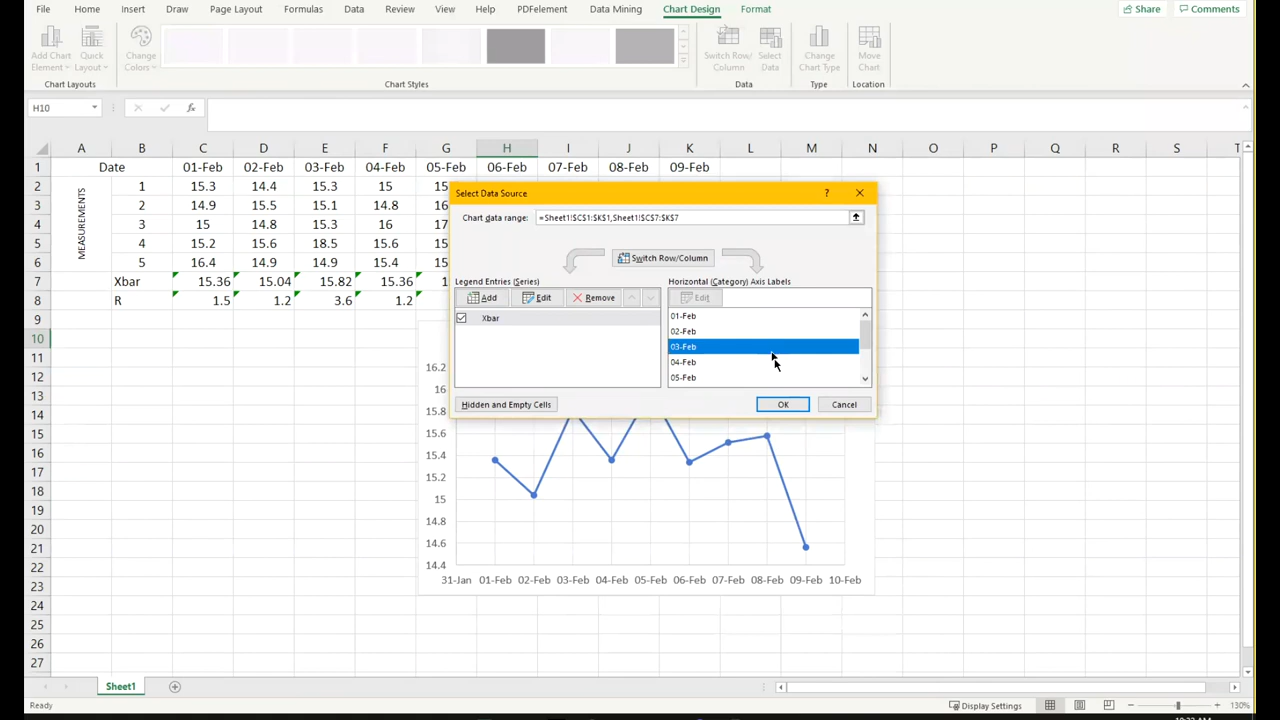 File Home Insert Draw Page Layout Formulas Data Review View Help PDFelement Data Mining Chart Design Format Share Comments
Add Chart Element Quick Layout Change Colors Switch Row/ Column Select Data Change Chart Type Move Chart
Chart Layouts Chart Styles Data Type Location
H10 fx
A B C D E F G H I J K L M N O P Q R S T
1 Date 01-Feb 02-Feb 03-Feb 04-Feb 05-Feb 06-Feb 07-Feb 08-Feb 09-Feb
MEASUREMENTS
2 1 15.3 14.4 15.3 15
3 2 14.9 15.5 15.1 14.8
4 3 15 14.8 15.3 16
5 4 15.2 15.6 18.5 15.6
6 5 16.4 14.9 14.9 15.4
7 Xbar 15.36 15.04 15.82 15.36
8 R 1.5 1.2 3.6 1.2
9
10
11
12
13
14
15
16
17
18
19
20
21
22
23
24
25
26
27
Select Data Source ?
Chart data range: =Sheet1!$C$1:$K$1,Sheet1!$C$7:$K$7
Switch Row/Column
Legend Entries (Series) Horizontal (Category) Axis Labels
Add Edit Remove Edit
Xbar
01-Feb
02-Feb
03-Feb
04-Feb
05-Feb
Hidden and Empty Cells OK Cancel
16.2
16
15.8
15.6
15.4
15.2
15
14.8
14.6
14.4
31-Jan 01-Feb 02-Feb 03-Feb 04-Feb 05-Feb 06-Feb 07-Feb 08-Feb 09-Feb 10-Feb
Sheet1
Ready Display Settings 130%